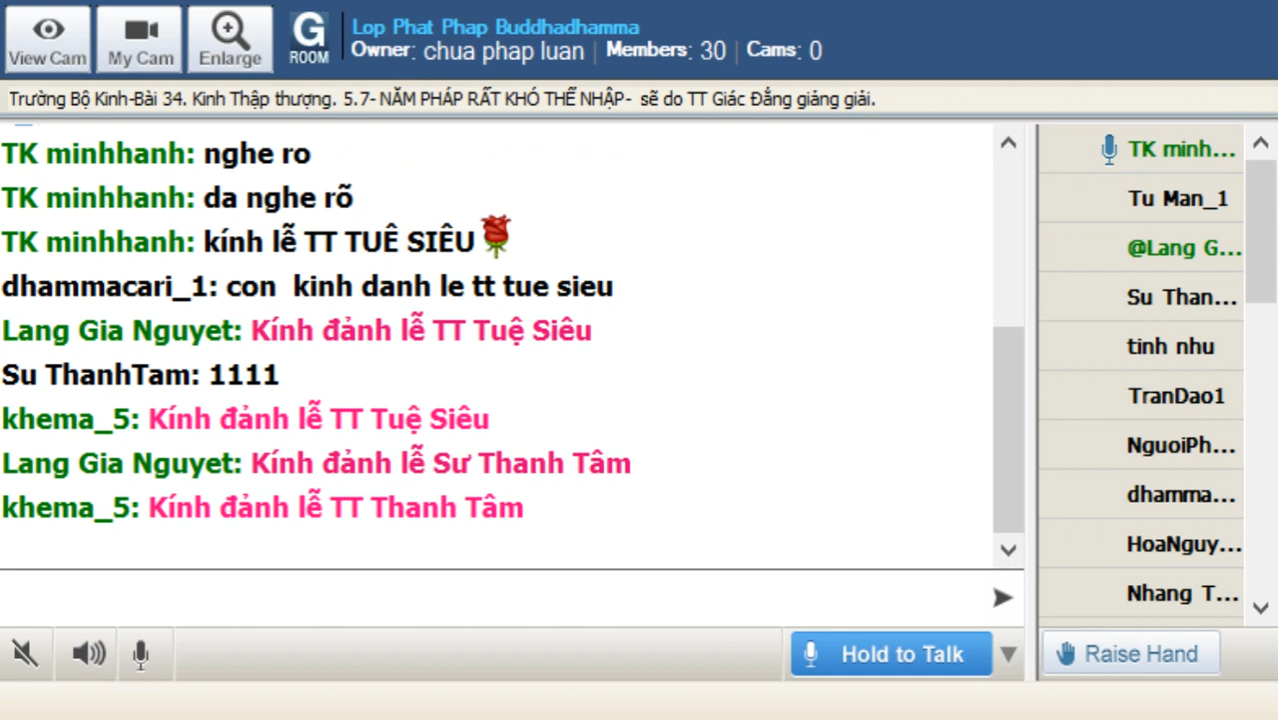 View Cam
My Cam
Enlarge
G
ROOM
Lop Phat Phap Buddhadhamma
Owner: chua phap luan | Members: 30 | Cams: 0
Trường Bộ Kinh-Bài 34. Kinh Thập thượng. 5.7- NĂM PHÁP RẤT KHÓ THỂ NHẬP- sẽ do TT Giác Đẳng giảng giải.
TK minhhanh: nghe ro
TK minhhanh: da nghe rõ
TK minhhanh: kính lễ TT TUÊ SIÊU
dhammacari_1: con kinh danh le tt tue sieu
Lang Gia Nguyet: Kính đảnh lễ TT Tuệ Siêu
Su ThanhTam: 1111
khema_5: Kính đảnh lễ TT Tuệ Siêu
Lang Gia Nguyet: Kính đảnh lễ Sư Thanh Tâm
khema_5: Kính đảnh lễ TT Thanh Tâm
TK minh...
Tu Man_1
@Lang G...
Su Than...
tinh nhu
TranDao1
NguoiPh...
dhamma...
HoaNguy...
Nhang T...
Hold to Talk
Raise Hand